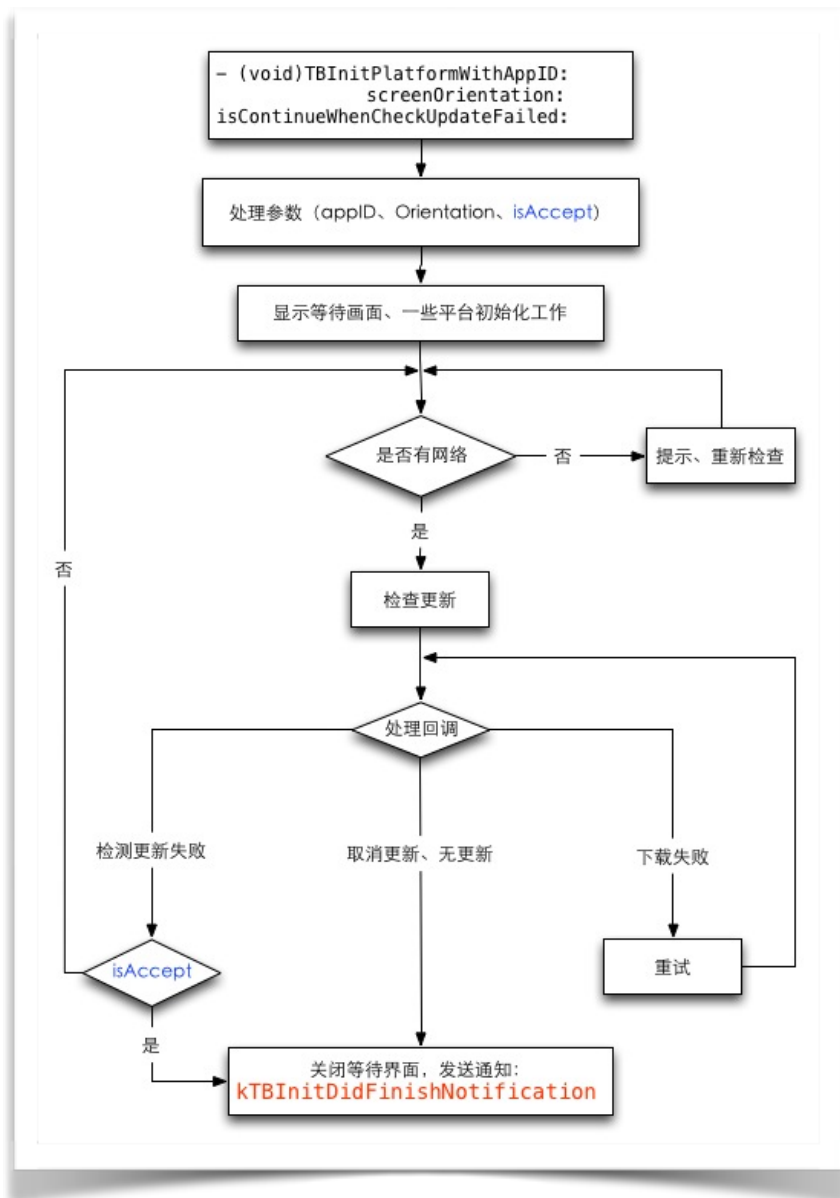 - (void)TBInitPlatformWithAppID:
screenOrientation:
isContinueWhenCheckUpdateFailed:
处理参数（appID、Orientation、isAccept）
显示等待画面、一些平台初始化工作
是否有网络
否
提示、重新检查
是
否
检查更新
处理回调
检测更新失败
取消更新、无更新
下载失败
isAccept
重试
是
关闭等待界面，发送通知：
kTBInitDidFinishNotification